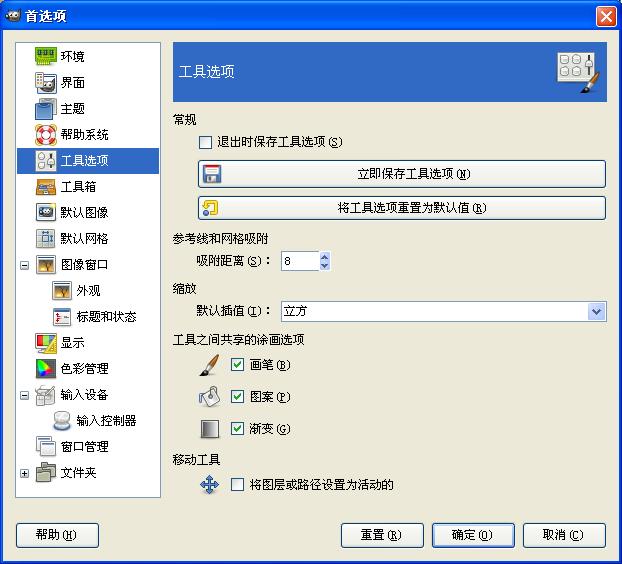 首选项
环境
界面
主题
帮助系统
工具选项
工具箱
默认图像
默认网格
图像窗口
外观
标题和状态
显示
色彩管理
输入设备
输入控制器
窗口管理
文件夹
工具选项
常规
退出时保存工具选项(S)
立即保存工具选项(N)
将工具选项重置为默认值(R)
参考线和网格吸附
吸附距离(S)： 8
缩放
默认插值(I)： 立方
工具之间共享的涂画选项
画笔(B)
图案(P)
渐变(G)
移动工具
将图层或路径设置为活动的
帮助(H) 重置(R) 确定(O) 取消(C)